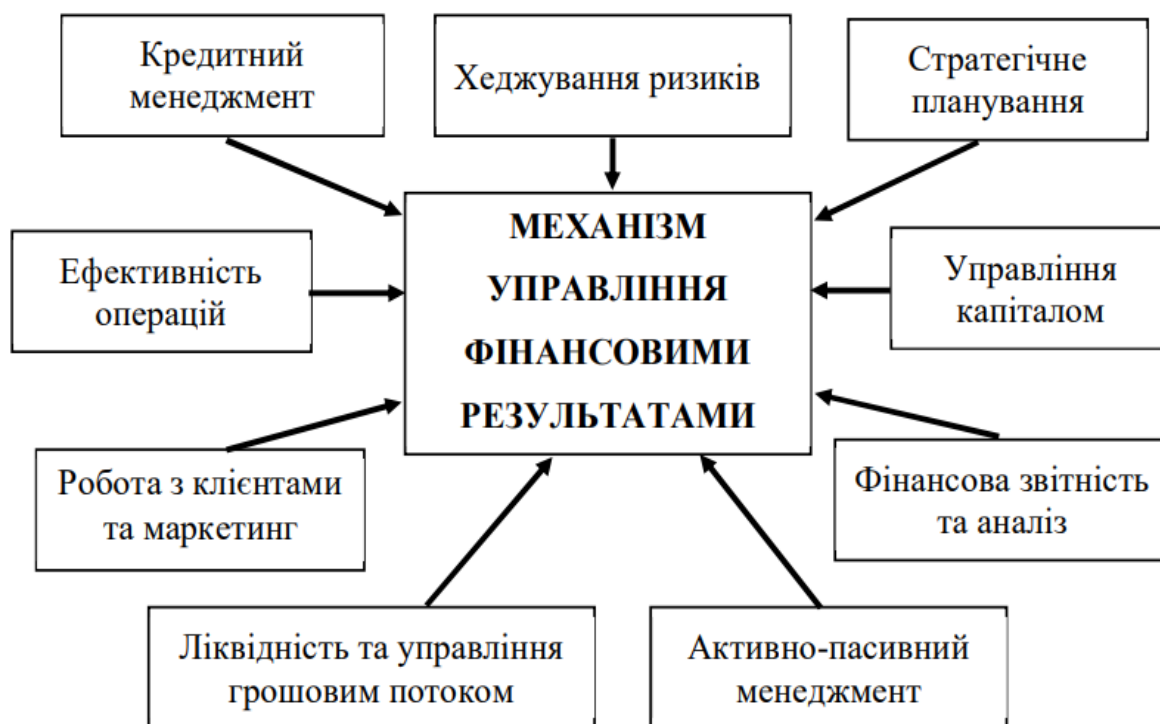 Кредитний
менеджмент
Хеджування ризиків
Стратегічне
планування
МЕХАНІЗМ
УПРАВЛІННЯ
ФІНАНСОВИМИ
РЕЗУЛЬТАТАМИ
Ефективність
операцій
Управління
капіталом
Робота з клієнтами
та маркетинг
Фінансова звітність
та аналіз
Ліквідність та управління
грошовим потоком
Активно-пасивний
менеджмент